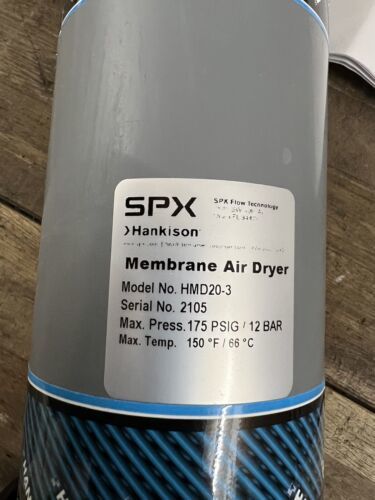 SPX
SPX Flow Technology
Hankison
Membrane Air Dryer
Model No. HMD20-3
Serial No. 2105
Max. Press. 175 PSIG / 12 BAR
Max. Temp. 150 °F / 66 °C